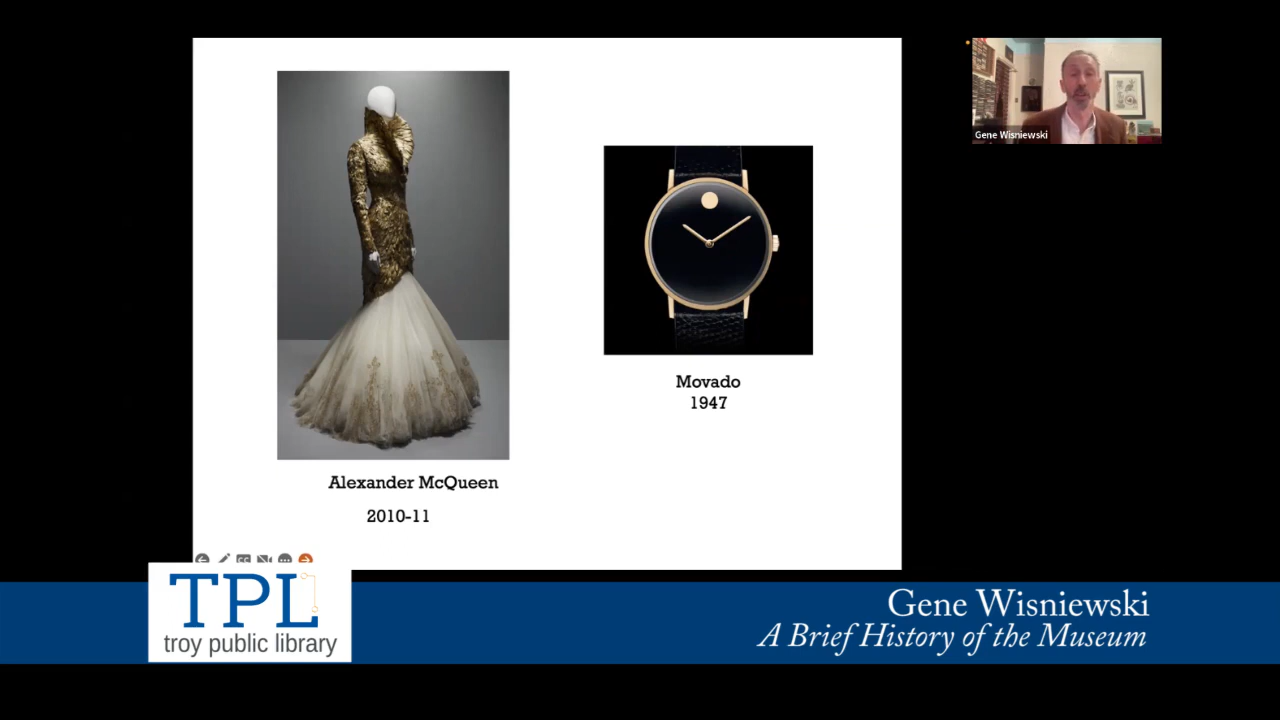 Gene Wisniewski
Movado
1947
Alexander McQueen
2010-11
CC
TPL
troy public library
Gene Wisniewski
A Brief History of the Museum